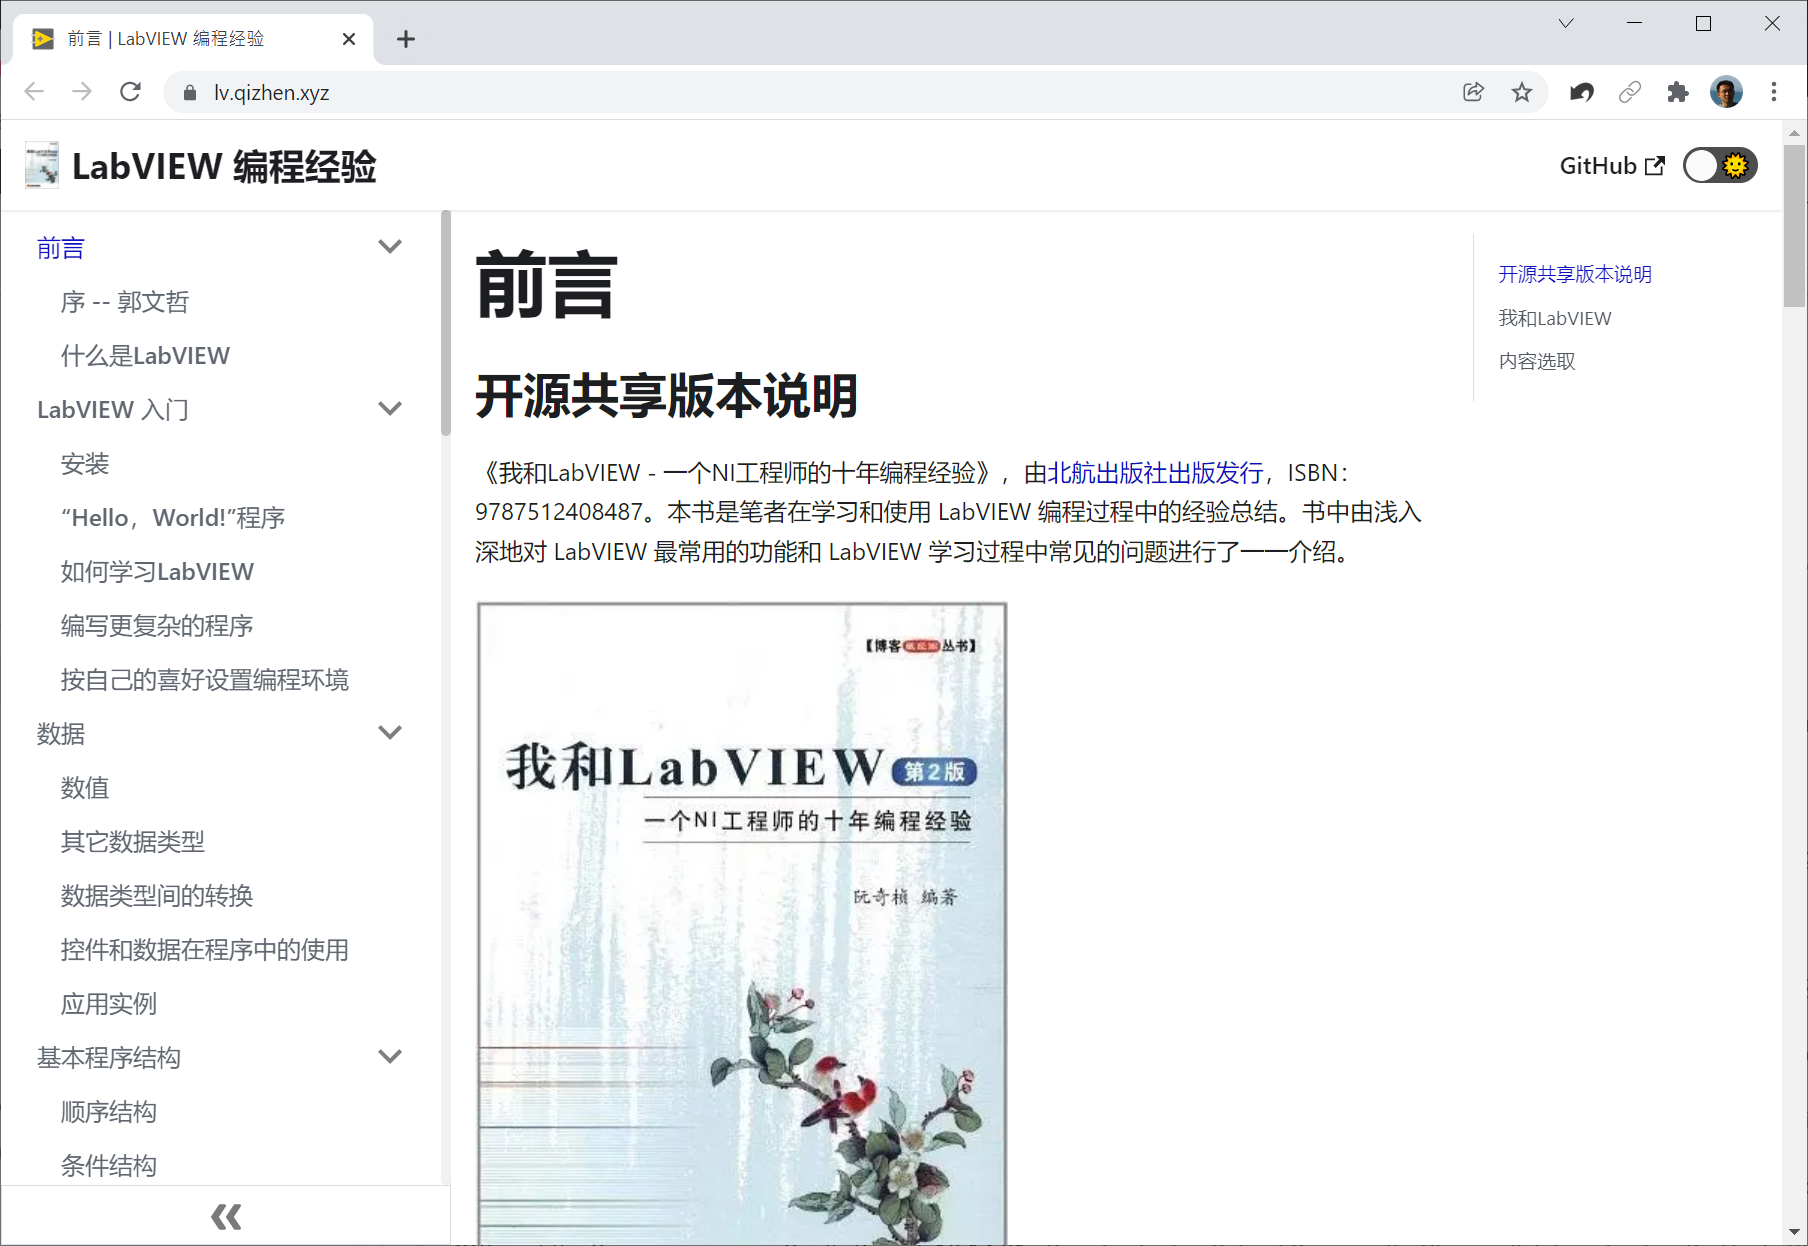 前言 | LabVIEW 编程经验
lv.qizhen.xyz
LabVIEW 编程经验
GitHub
前言
序 -- 郭文哲
什么是LabVIEW
LabVIEW 入门
安装
“Hello，World!”程序
如何学习LabVIEW
编写更复杂的程序
按自己的喜好设置编程环境
数据
数值
其它数据类型
数据类型间的转换
控件和数据在程序中的使用
应用实例
基本程序结构
顺序结构
条件结构
前言
开源共享版本说明
《我和LabVIEW - 一个NI工程师的十年编程经验》，由北航出版社出版发行，ISBN：
9787512408487。本书是笔者在学习和使用 LabVIEW 编程过程中的经验总结。书中由浅入
深地对 LabVIEW 最常用的功能和 LabVIEW 学习过程中常见的问题进行了一一介绍。
【博客 丛书】
我和LabVIEW 第2版
一个NI工程师的十年编程经验
阮奇桢 编著
开源共享版本说明
我和LabVIEW
内容选取